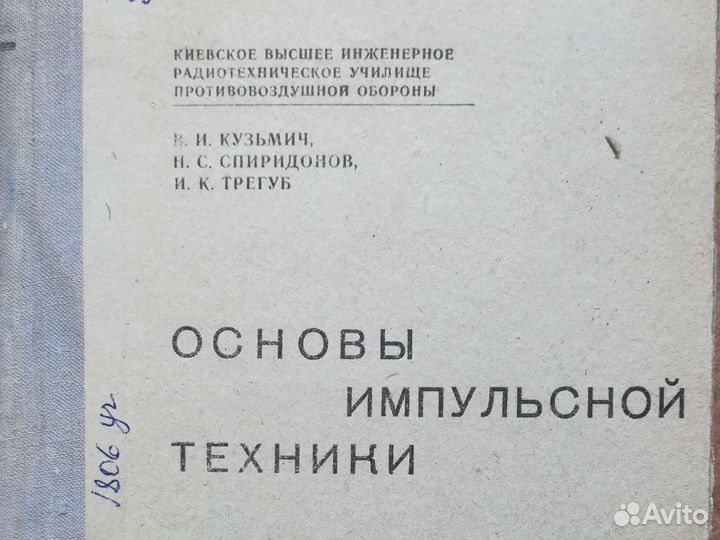 КИЕВСКОЕ ВЫСШЕЕ ИНЖЕНЕРНОЕ
РАДИОТЕХНИЧЕСКОЕ УЧИЛИЩЕ
ПРОТИВОВОЗДУШНОЙ ОБОРОНЫ
В. И. КУЗЬМИЧ,
Н. С. СПИРИДОНОВ,
И. К. ТРЕГУБ
ОСНОВЫ
ИМПУЛЬСНОЙ
ТЕХНИКИ
1806 уч
Avito